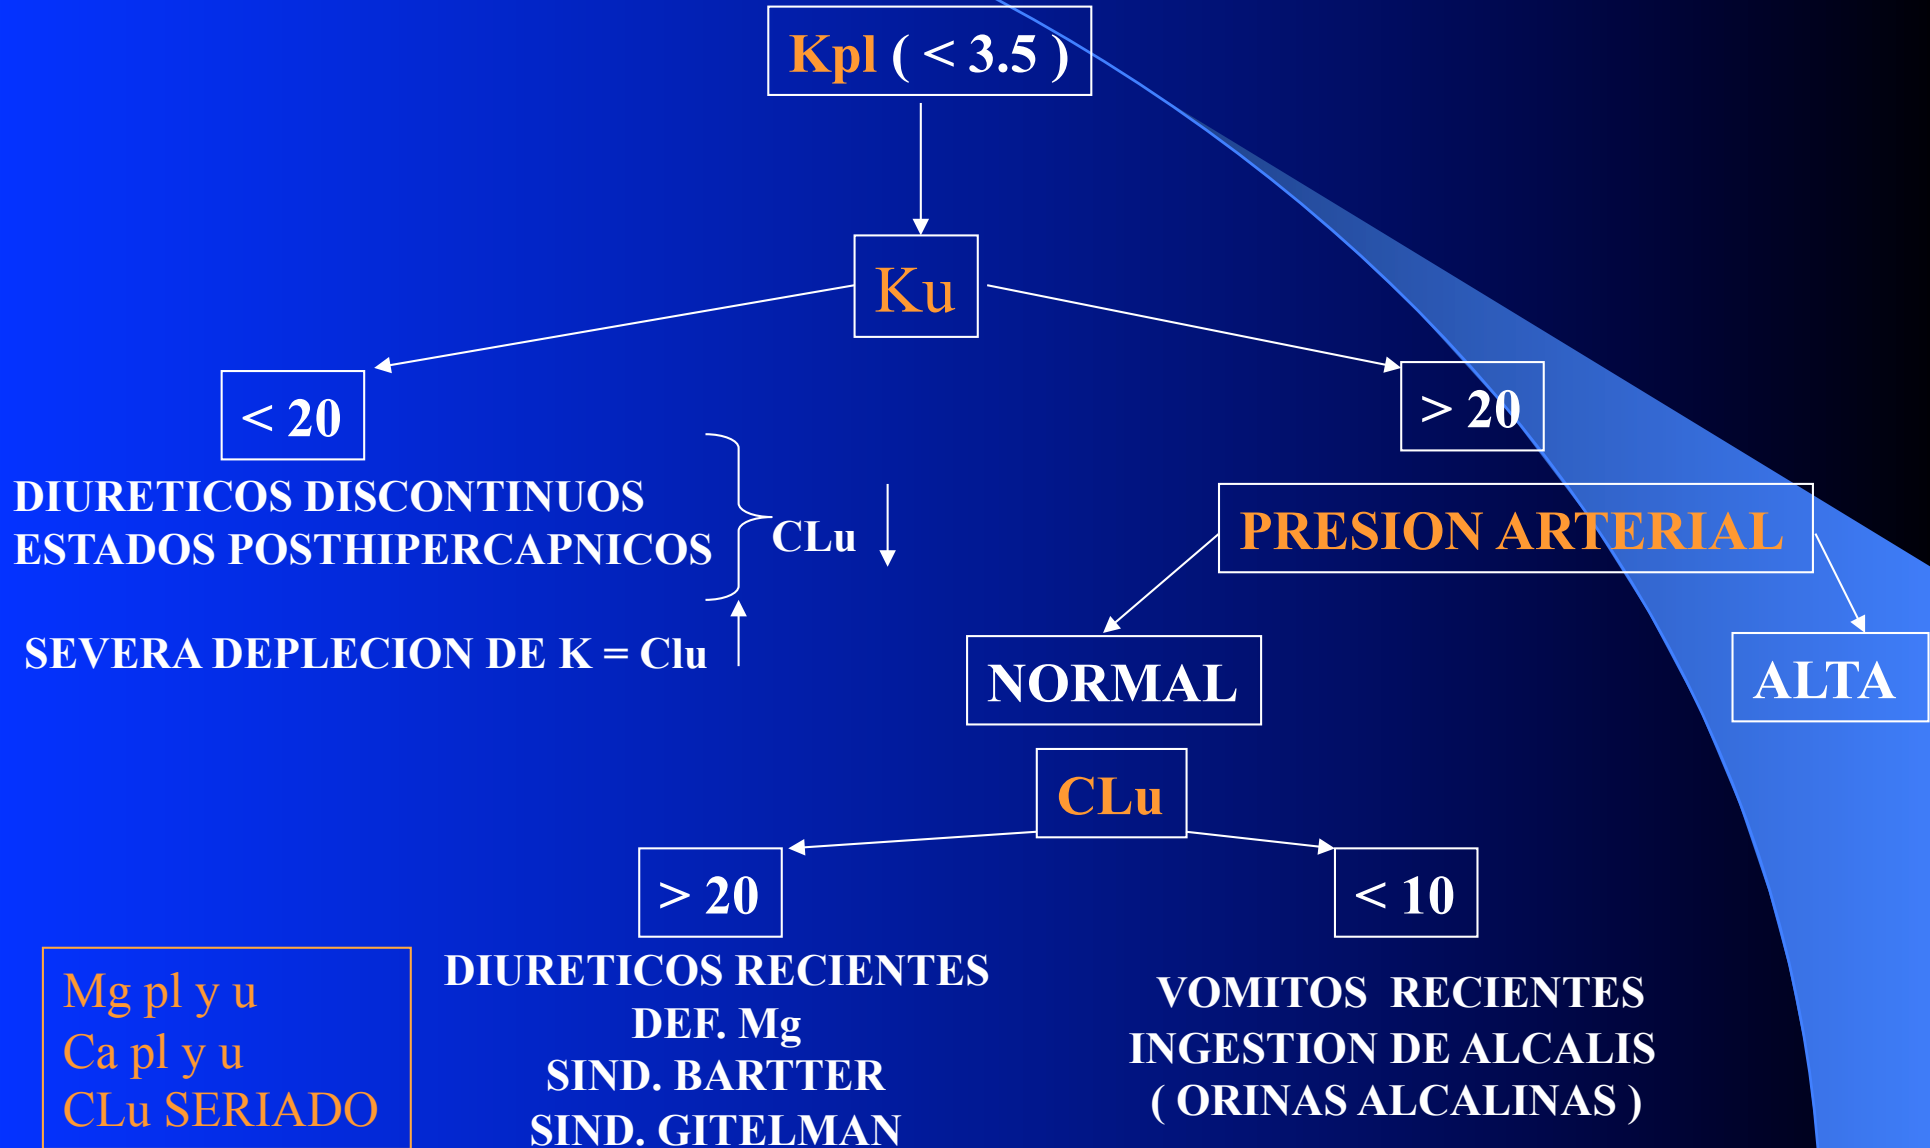 Kpl ( < 3.5 )
Ku
< 20
> 20
DIURETICOS DISCONTINUOS
ESTADOS POSTHIPERCAPNICOS
CLu
SEVERA DEPLECION DE K = Clu
PRESION ARTERIAL
NORMAL
ALTA
CLu
> 20
< 10
DIURETICOS RECIENTES
DEF. Mg
SIND. BARTTER
SIND. GITELMAN
VOMITOS RECIENTES
INGESTION DE ALCALIS
( ORINAS ALCALINAS )
Mg pl y u
Ca pl y u
CLu SERIADO